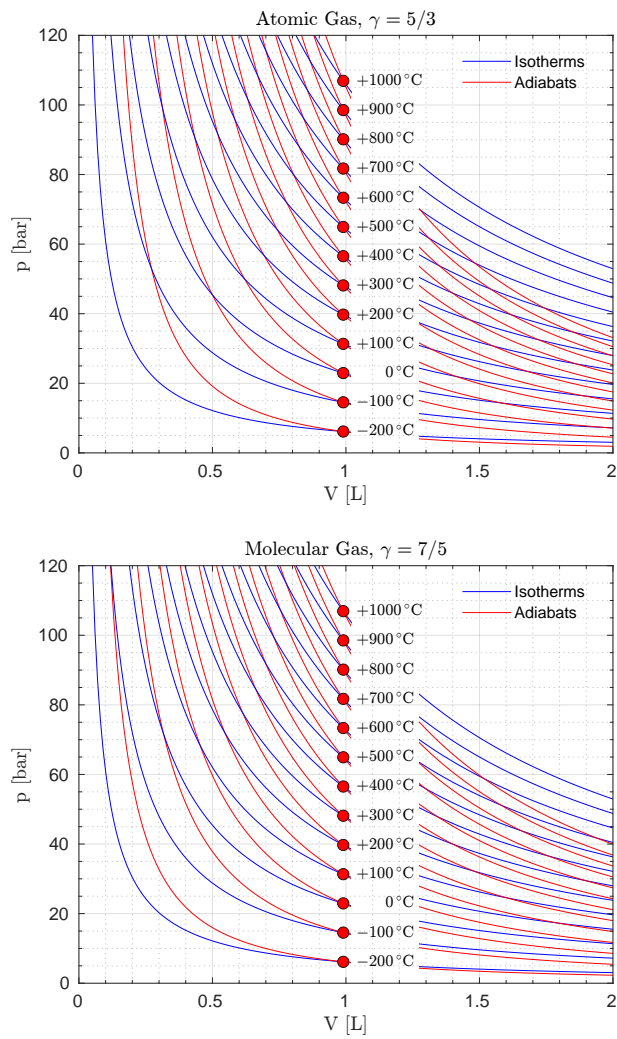 Atomic Gas, γ = 5/3
120
100
80
60
40
20
0
p [bar]
Isotherms
Adiabats
+1000 °C
+900 °C
+800 °C
+700 °C
+600 °C
+500 °C
+400 °C
+300 °C
+200 °C
+100 °C
0 °C
−100 °C
−200 °C
0 0.5 1 1.5 2
V [L]
Molecular Gas, γ = 7/5
120
100
80
60
40
20
0
p [bar]
Isotherms
Adiabats
+1000 °C
+900 °C
+800 °C
+700 °C
+600 °C
+500 °C
+400 °C
+300 °C
+200 °C
+100 °C
0 °C
−100 °C
−200 °C
0 0.5 1 1.5 2
V [L]